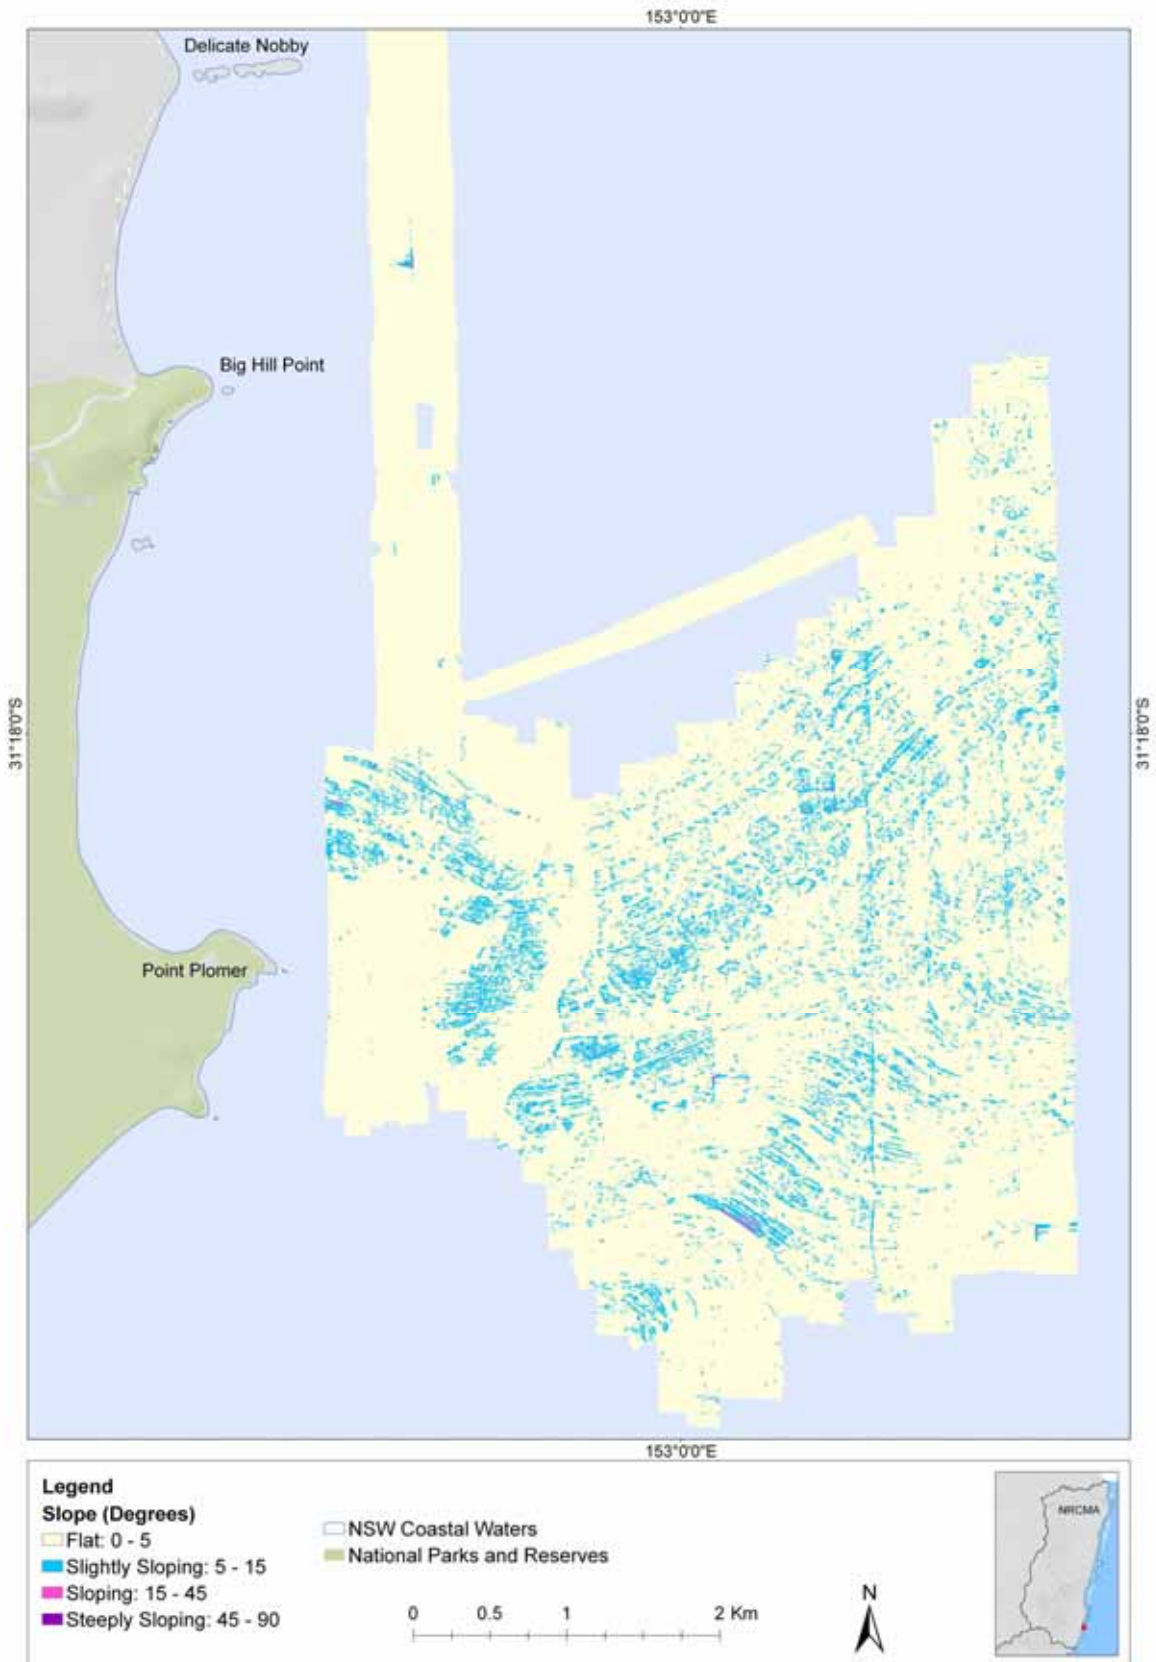 153°0'0"E
Delicate Nobby
Big Hill Point
31°18'0"S
31°18'0"S
Point Plomer
153°0'0"E
Legend
Slope (Degrees)
Flat: 0 - 5
Slightly Sloping: 5 - 15
Sloping: 15 - 45
Steeply Sloping: 45 - 90
NSW Coastal Waters
National Parks and Reserves
0 0.5 1 2 Km
N
NRCMA